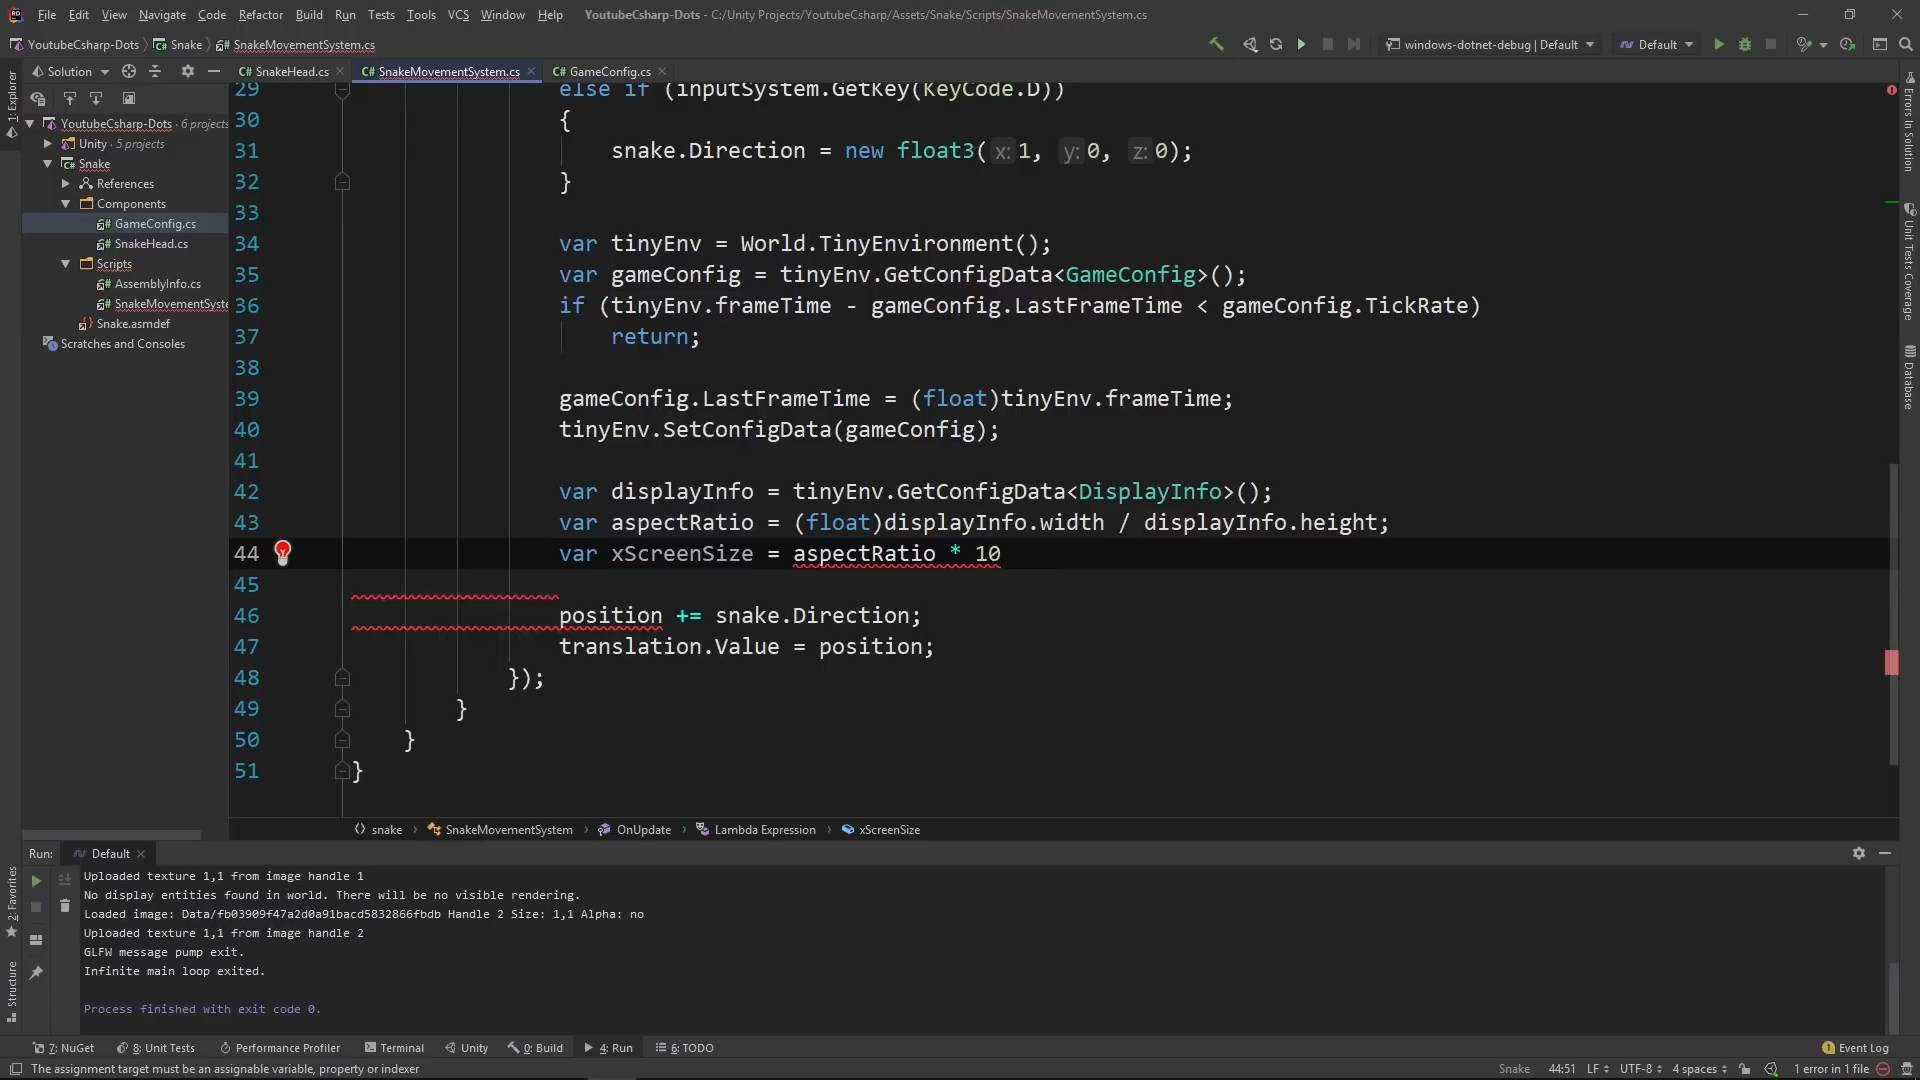 File Edit View Navigate Code Refactor Build Run Tests Tools VCS Window Help YoutubeCsharp-Dots - C:/Unity Projects/YoutubeCsharp/Assets/Snake/Scripts/SnakeMovementSystem.cs
YoutubeCsharp-Dots Snake SnakeMovementSystem.cs windows-dotnet-debug | Default Default
Solution SnakeHead.cs SnakeMovementSystem.cs GameConfig.cs
1: Explorer
YoutubeCsharp-Dots · 6 projects
Unity · 5 projects
Snake
References
Components
GameConfig.cs
SnakeHead.cs
Scripts
AssemblyInfo.cs
SnakeMovementSyste
Snake.asmdef
Scratches and Consoles
29 else if (inputSystem.GetKey(KeyCode.D))
30 {
31 snake.Direction = new float3(x:1, y:0, z:0);
32 }
33
34 var tinyEnv = World.TinyEnvironment();
35 var gameConfig = tinyEnv.GetConfigData<GameConfig>();
36 if (tinyEnv.frameTime - gameConfig.LastFrameTime < gameConfig.TickRate)
37 return;
38
39 gameConfig.LastFrameTime = (float)tinyEnv.frameTime;
40 tinyEnv.SetConfigData(gameConfig);
41
42 var displayInfo = tinyEnv.GetConfigData<DisplayInfo>();
43 var aspectRatio = (float)displayInfo.width / displayInfo.height;
44 var xScreenSize = aspectRatio * 10
45
46 position += snake.Direction;
47 translation.Value = position;
48 });
49 }
50 }
51 }
Errors In Solution
Unit Tests Coverage
Database
snake SnakeMovementSystem OnUpdate Lambda Expression xScreenSize
Run: Default
Uploaded texture 1,1 from image handle 1
No display entities found in world. There will be no visible rendering.
Loaded image: Data/fb03909f47a2d0a91bacd5832866fbdb Handle 2 Size: 1,1 Alpha: no
Uploaded texture 1,1 from image handle 2
GLFW message pump exit.
Infinite main loop exited.
Process finished with exit code 0.
2: Favorites
Structure
7: NuGet 8: Unit Tests Performance Profiler Terminal Unity 0: Build 4: Run 6: TODO 1 Event Log
The assignment target must be an assignable variable, property or indexer Snake 44:51 LF UTF-8 4 spaces 1 error in 1 file